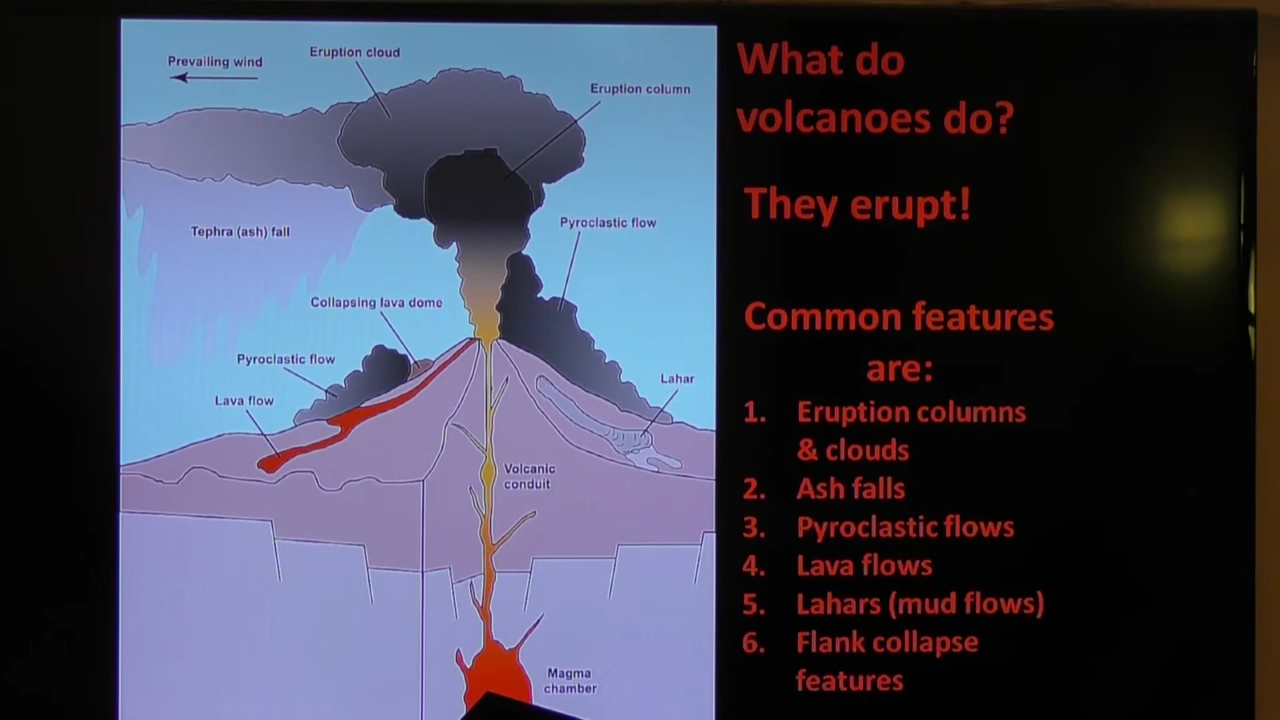 Prevailing wind
Eruption cloud
Eruption column
Tephra (ash) fall
Pyroclastic flow
Collapsing lava dome
Pyroclastic flow
Lava flow
Lahar
Volcanic
conduit
Magma
chamber
What do
volcanoes do?
They erupt!
Common features
are:
1. Eruption columns
& clouds
2. Ash falls
3. Pyroclastic flows
4. Lava flows
5. Lahars (mud flows)
6. Flank collapse
features